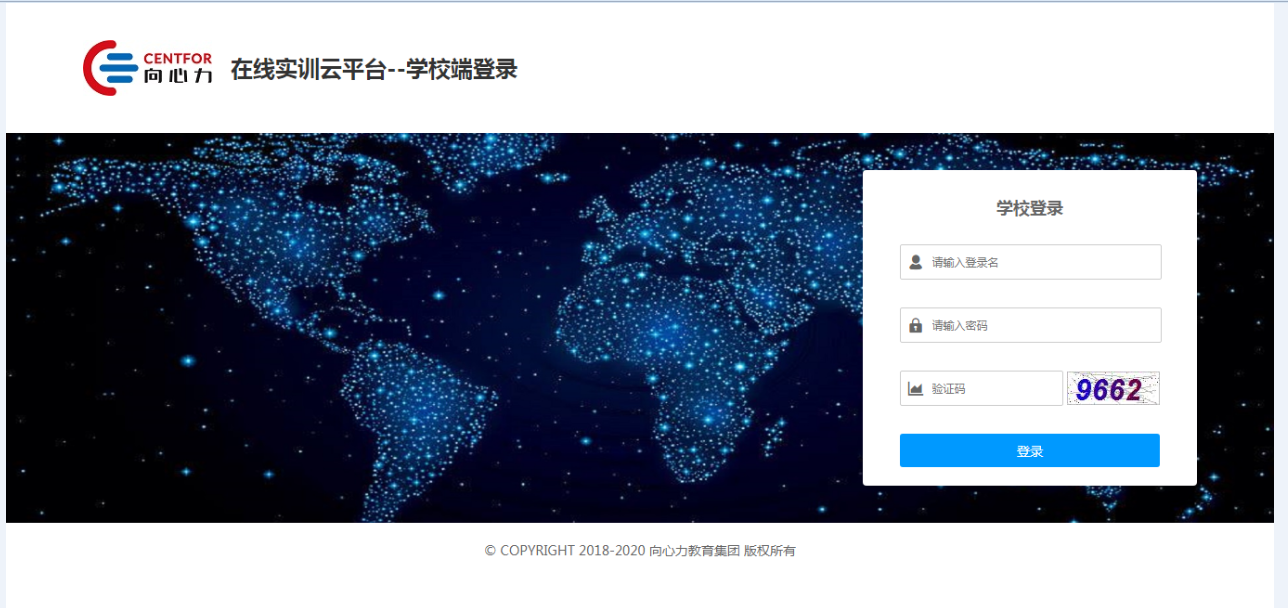 CENTFOR
向心力
在线实训云平台--学校端登录
学校登录
请输入登录名
请输入密码
验证码
9662
登录
© COPYRIGHT 2018-2020 向心力教育集团 版权所有